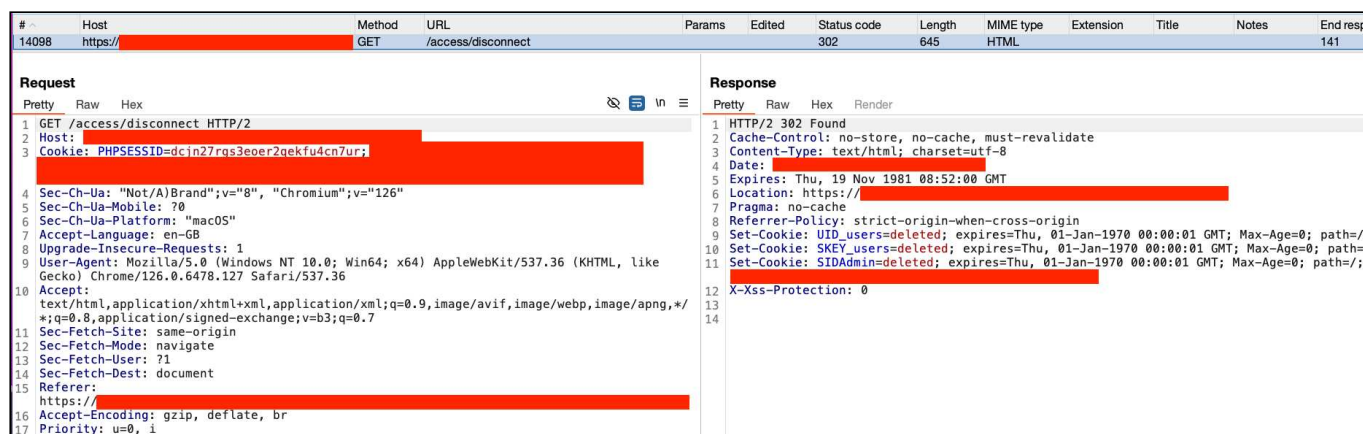 # Host Method URL Params Edited Status code Length MIME type Extension Title Notes End resp
14098 https:// GET /access/disconnect 302 645 HTML 141
Request
Pretty Raw Hex \n
1 GET /access/disconnect HTTP/2
2 Host:
3 Cookie: PHPSESSID=dcjn27rqs3eoer2qekfu4cn7ur;
4 Sec-Ch-Ua: "Not/A)Brand";v="8", "Chromium";v="126"
5 Sec-Ch-Ua-Mobile: ?0
6 Sec-Ch-Ua-Platform: "macOS"
7 Accept-Language: en-GB
8 Upgrade-Insecure-Requests: 1
9 User-Agent: Mozilla/5.0 (Windows NT 10.0; Win64; x64) AppleWebKit/537.36 (KHTML, like
Gecko) Chrome/126.0.6478.127 Safari/537.36
10 Accept:
text/html,application/xhtml+xml,application/xml;q=0.9,image/avif,image/webp,image/apng,*/
*;q=0.8,application/signed-exchange;v=b3;q=0.7
11 Sec-Fetch-Site: same-origin
12 Sec-Fetch-Mode: navigate
13 Sec-Fetch-User: ?1
14 Sec-Fetch-Dest: document
15 Referer:
https://
16 Accept-Encoding: gzip, deflate, br
17 Priority: u=0, i
Response
Pretty Raw Hex Render
1 HTTP/2 302 Found
2 Cache-Control: no-store, no-cache, must-revalidate
3 Content-Type: text/html; charset=utf-8
4 Date:
5 Expires: Thu, 19 Nov 1981 08:52:00 GMT
6 Location: https://
7 Pragma: no-cache
8 Referrer-Policy: strict-origin-when-cross-origin
9 Set-Cookie: UID_users=deleted; expires=Thu, 01-Jan-1970 00:00:01 GMT; Max-Age=0; path=/
10 Set-Cookie: SKEY_users=deleted; expires=Thu, 01-Jan-1970 00:00:01 GMT; Max-Age=0; path=
11 Set-Cookie: SIDAdmin=deleted; expires=Thu, 01-Jan-1970 00:00:01 GMT; Max-Age=0; path=/;
12 X-Xss-Protection: 0
13
14